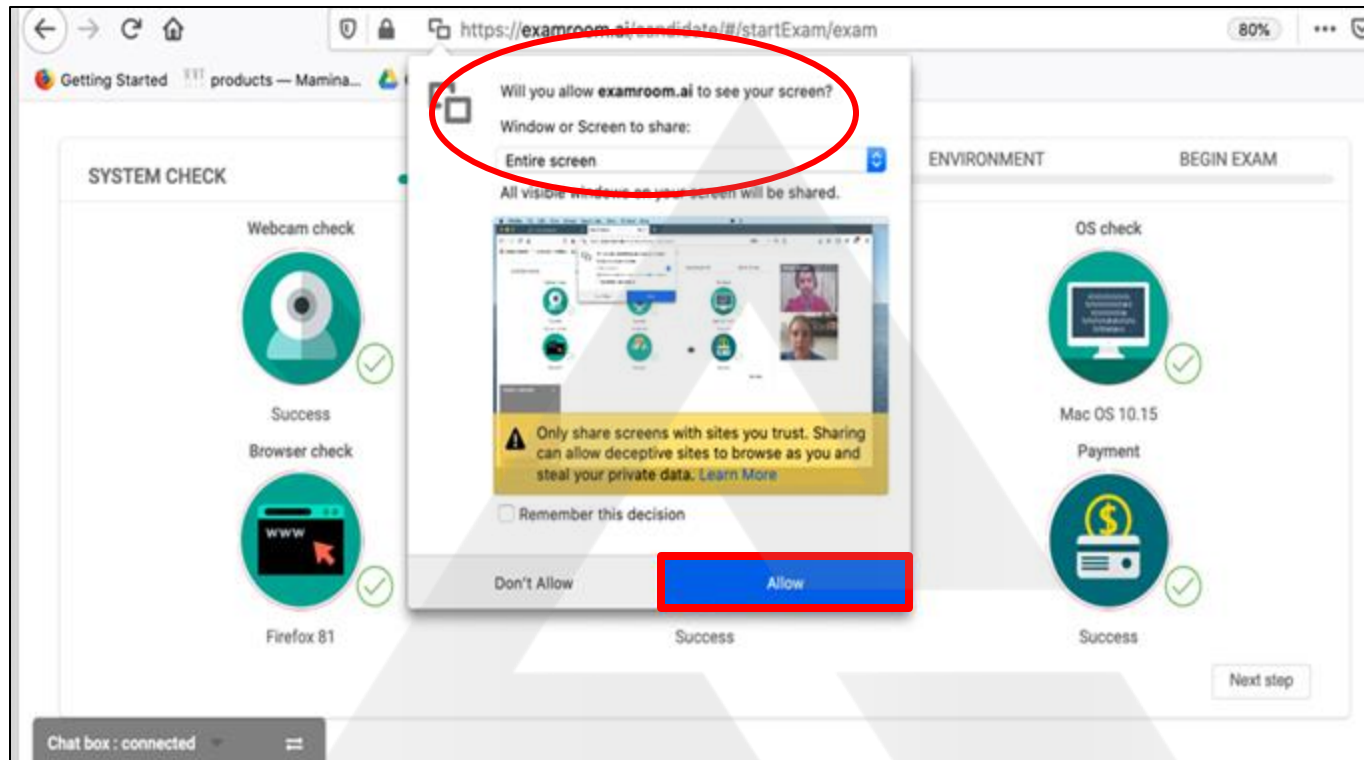 https://examroom.ai/candidate/#/startExam/exam
80%
Getting Started
products — Mamina...
Will you allow examroom.ai to see your screen?
Window or Screen to share:
Entire screen
All visible windows on your screen will be shared.
SYSTEM CHECK
ENVIRONMENT
BEGIN EXAM
Webcam check
OS check
Success
Mac OS 10.15
Only share screens with sites you trust. Sharing
can allow deceptive sites to browse as you and
steal your private data. Learn More
Browser check
Payment
www
Remember this decision
Don't Allow
Allow
Firefox 81
Success
Success
Next step
Chat box : connected